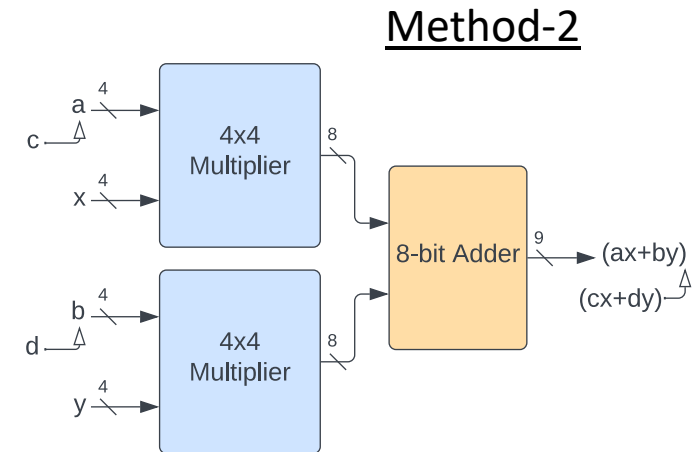 Method-2
4
a
c
4
x
4x4
Multiplier
8
8-bit Adder
9
(ax+by)
(cx+dy)
4
b
d
4
y
4x4
Multiplier
8